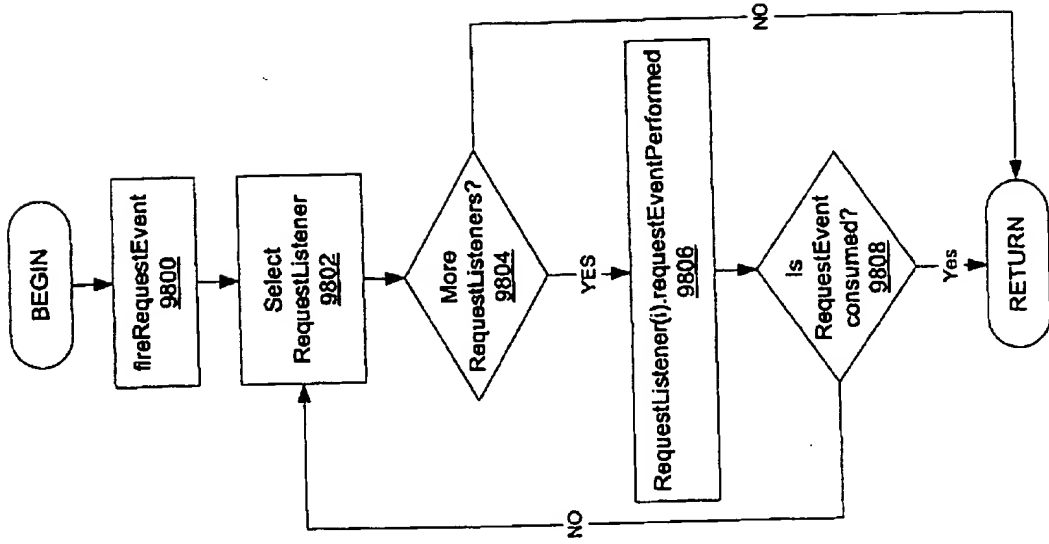 BEGIN
fireRequestEvent
9800
Select
RequestListener
9802
More
RequestListeners?
9804
NO
YES
RequestListener(i).requestEventPerformed
9806
Is
RequestEvent
consumed?
9808
NO
Yes
RETURN